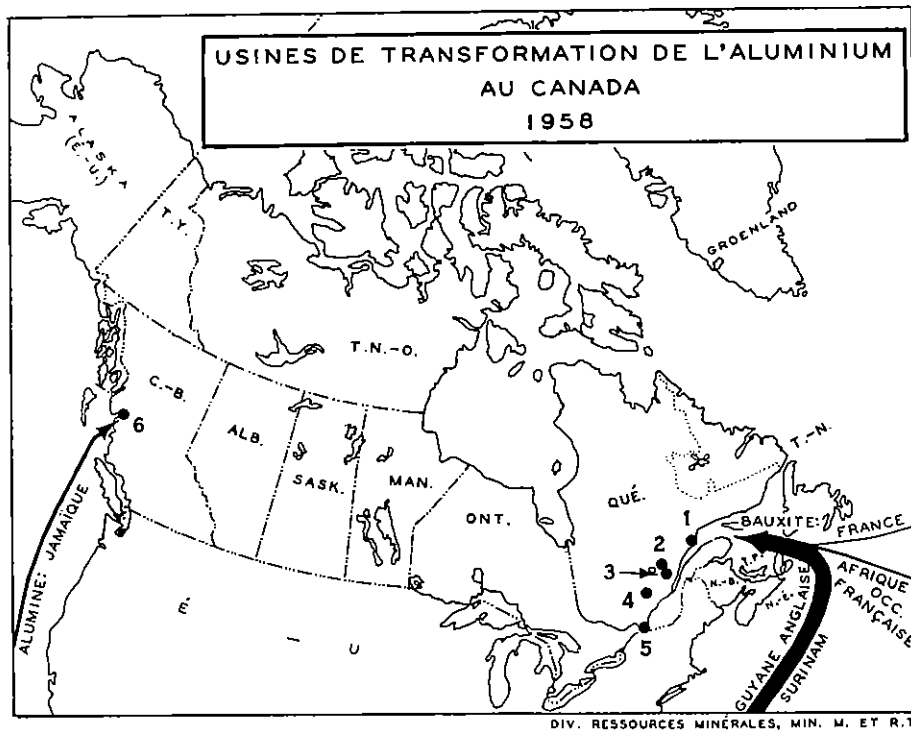 USINES DE TRANSFORMATION DE L'ALUMINIUM
AU CANADA
1958
ALASKA
(É.-U.)
T.Y.
GROENLAND
T.N.-O.
C.-B.
ALB.
SASK.
MAN.
ONT.
QUÉ.
T.-N.
6
1
2
3
4
5
BAUXITE:
FRANCE
AFRIQUE
OCC.
FRANÇAISE
Î.P.É.
N.-B.
N.-É.
GUYANE ANGLAISE
SURINAM
ALUMINE: JAMAÏQUE
É - U
DIV. RESSOURCES MINÉRALES, MIN. M. ET R.T.